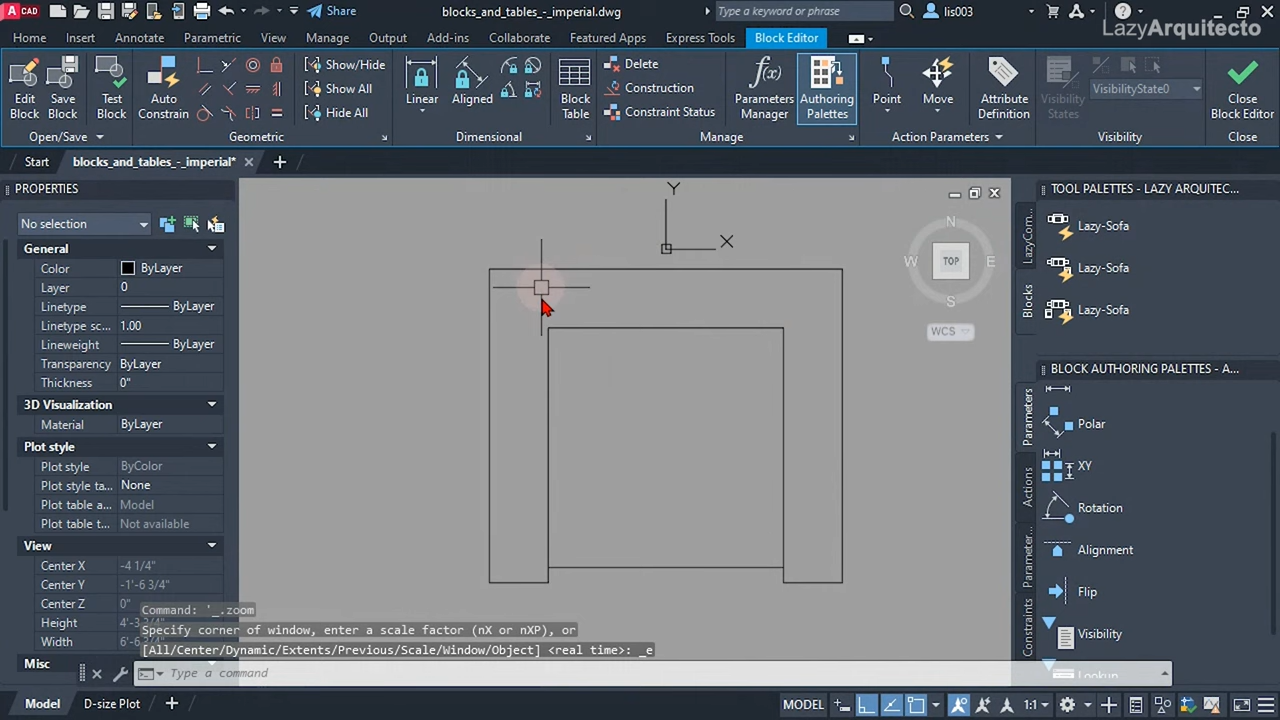 A CAD
Share
blocks_and_tables_-_imperial.dwg
Type a keyword or phrase
lis003
LazyArquitecto
Home
Insert
Annotate
Parametric
View
Manage
Output
Add-ins
Collabo
Featured Apps
Express Tools
Block Editor
Edit
Block
Save
Block
Test
Block
Open/Save
Auto
Constrain
Show/Hide
Show All
Hide All
Geometric
Linear
Aligned
Dimensional
Block
Table
Delete
Construction
Constraint Status
Manage
f(x)
Parameters
Manager
Authoring
Palettes
Point
Move
Action Parameters
Attribute
Definition
Visibility
States
VisibilityState0
Visibility
Close
Block Editor
Close
Start
blocks_and_tables_-_imperial*
PROPERTIES
No selection
General
Color ByLayer
Layer 0
Linetype ByLayer
Linetype sc... 1.00
Lineweight ByLayer
Transparency ByLayer
Thickness 0"
3D Visualization
Material ByLayer
Plot style
Plot style ByColor
Plot style ta... None
Plot table a... Model
Plot table t... Not available
View
Center X -4 1/4"
Center Y -1'-6 3/4"
Center Z 0"
Height 4'-3
Width 6'-6
Misc
Y
X
N
W TOP E
S
WCS
TOOL PALETTES - LAZY ARQUITEC...
LazyCom...
Blocks
Lazy-Sofa
Lazy-Sofa
Lazy-Sofa
BLOCK AUTHORING PALETTES - A...
Parameters
Actions
Parameter...
Constraints
Polar
XY
Rotation
Alignment
Flip
Visibility
Lookup
Command: '_.zoom
Specify corner of window, enter a scale factor (nX or nXP), or
[All/Center/Dynamic/Extents/Previous/Scale/Window/Object] <real time>: _e
Type a command
Model
D-size Plot
MODEL
1:1